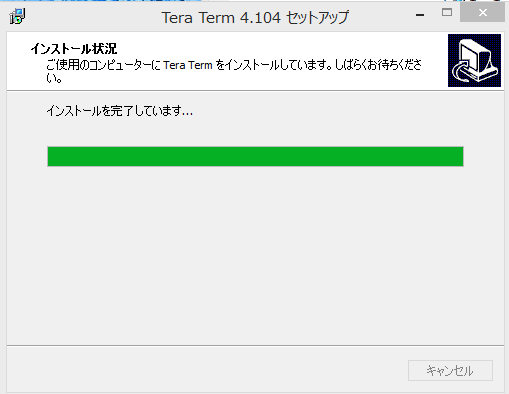 Tera Term 4.104 セットアップ
インストール状況
ご使用のコンピューターに Tera Term をインストールしています。しばらくお待ちくださ
い。
インストールを完了しています...
キャンセル